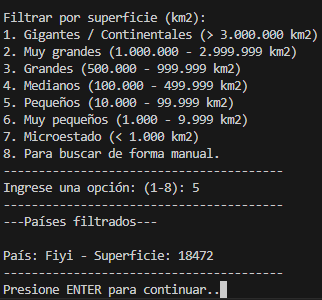 Filtrar por superficie (km2):
1. Gigantes / Continentales (> 3.000.000 km2)
2. Muy grandes (1.000.000 - 2.999.999 km2)
3. Grandes (500.000 - 999.999 km2)
4. Medianos (100.000 - 499.999 km2)
5. Pequeños (10.000 - 99.999 km2)
6. Muy pequeños (1.000 - 9.999 km2)
7. Microestado (< 1.000 km2)
8. Para buscar de forma manual.
----------------------------------------
Ingrese una opción: (1-8): 5
----------------------------------------
---Países filtrados---
País: Fiyi - Superficie: 18472
----------------------------------------
Presione ENTER para continuar..